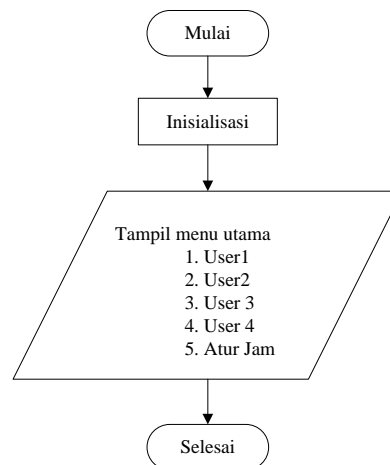 Mulai
Inisialisasi
Tampil menu utama
1. User1
2. User2
3. User 3
4. User 4
5. Atur Jam
Selesai